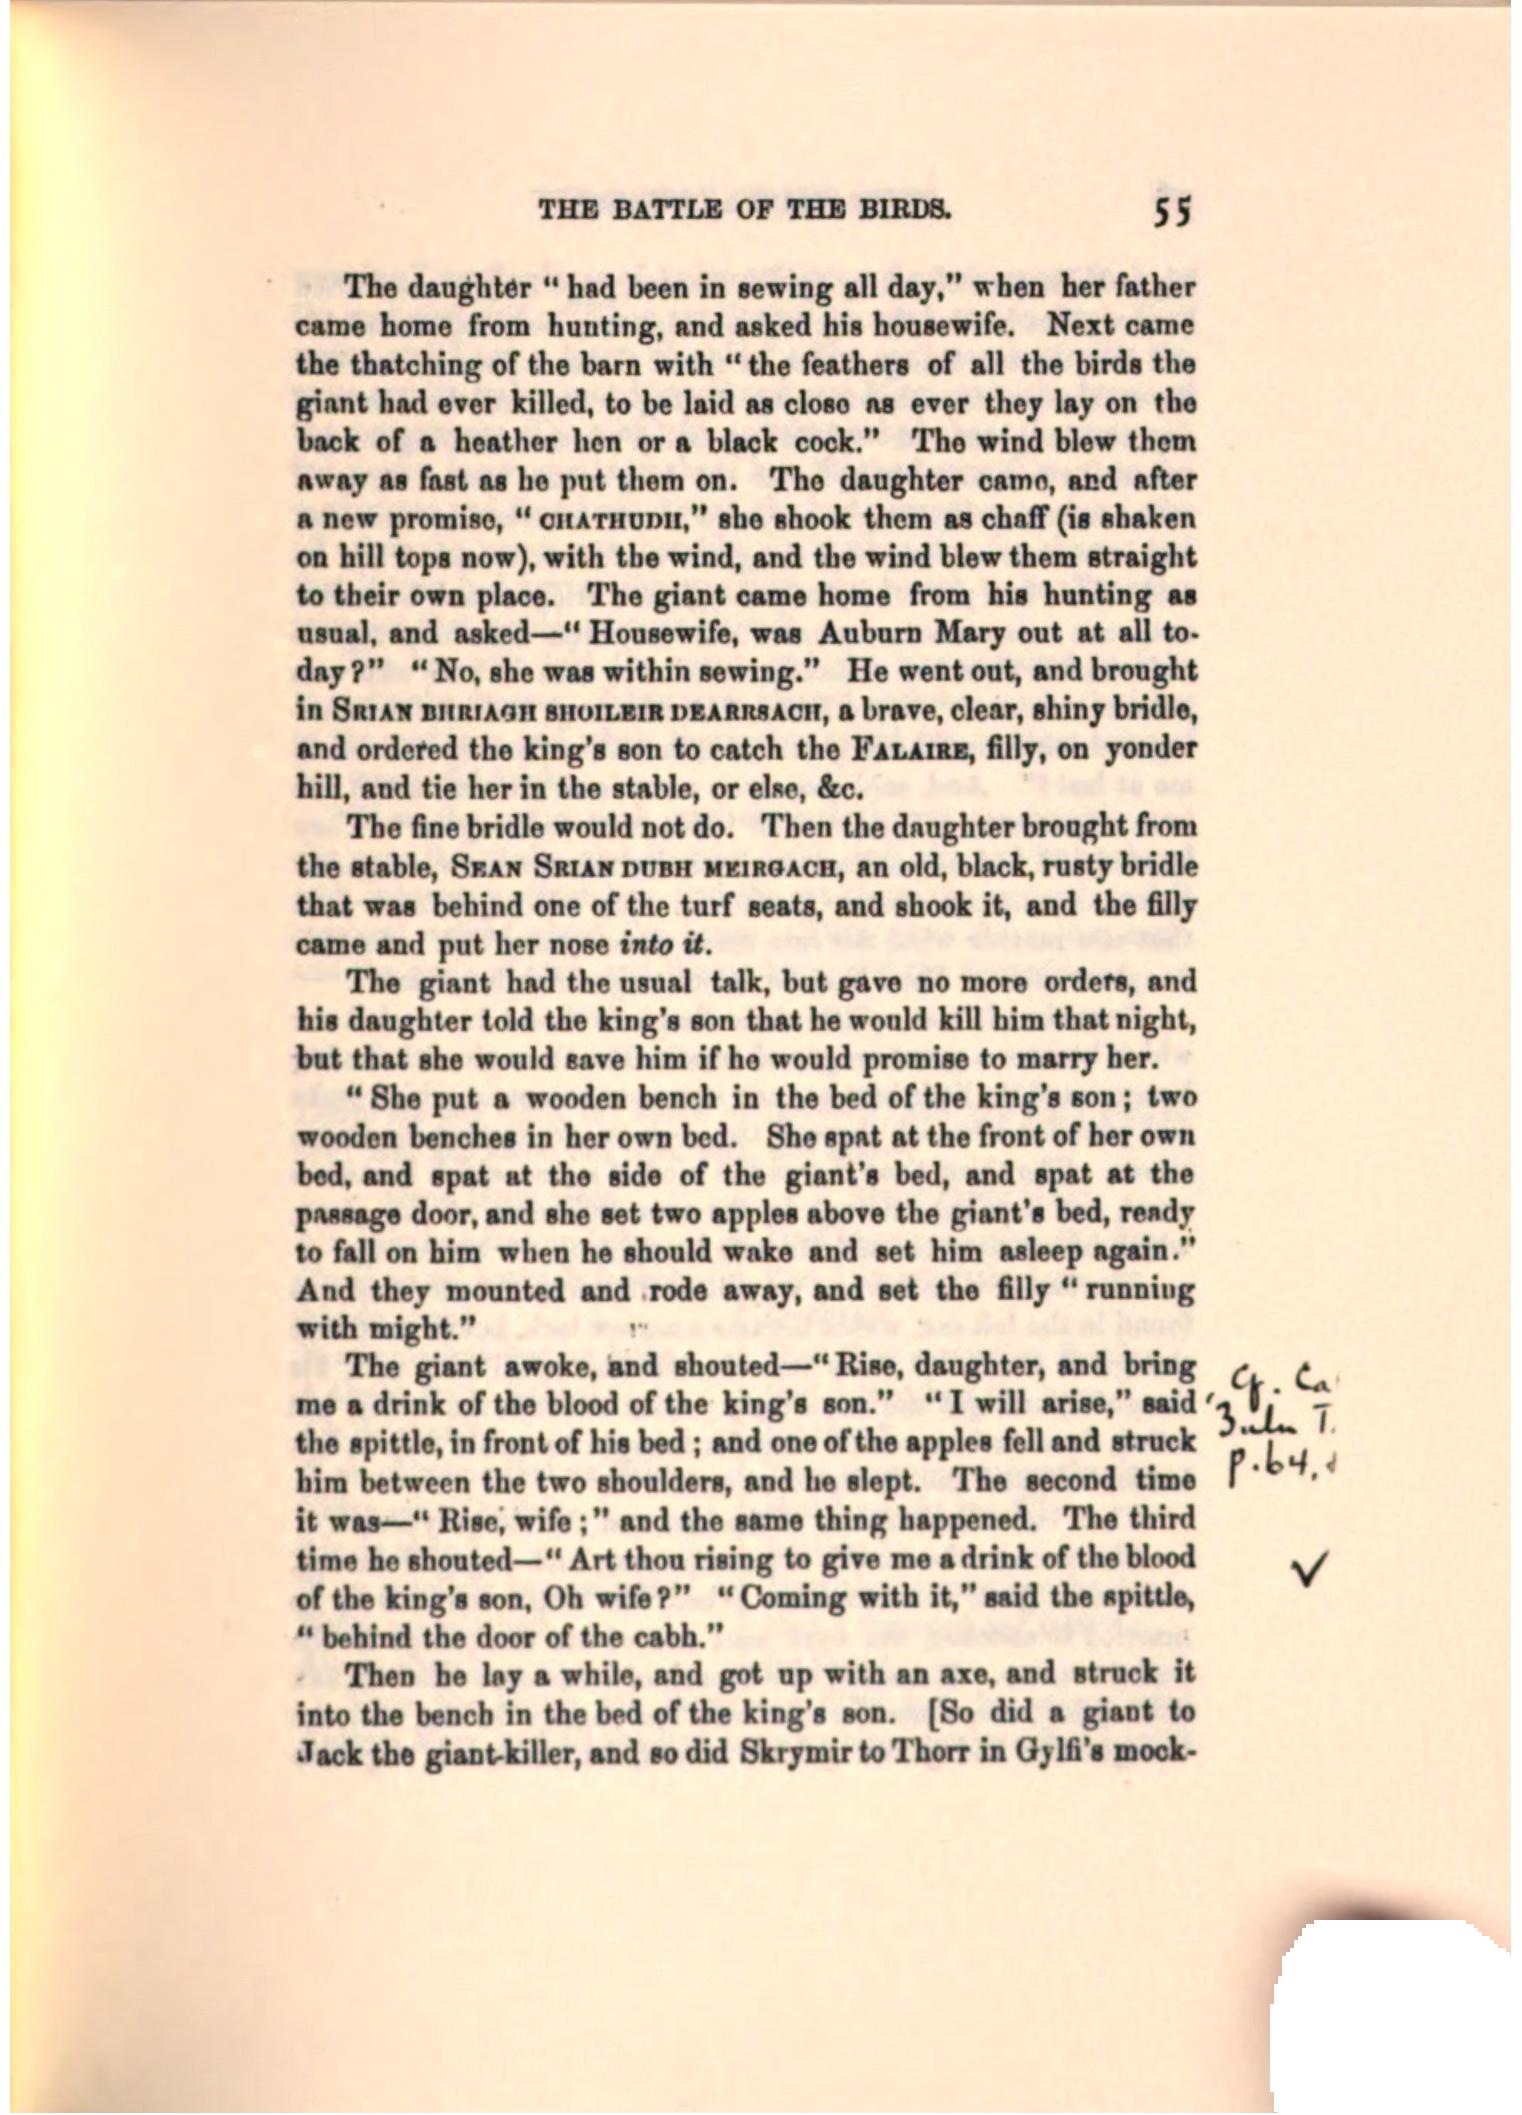 THE BATTLE OF THE BIRDS. 55
The daughter “had been in sewing all day,” when her father
came home from hunting, and asked his housewife. Next came
the thatching of the barn with “the feathers of all the birds the
giant had ever killed, to be laid as close as ever they lay on the
back of a heather hen or a black cock.” The wind blew them
away as fast as he put them on. The daughter came, and after
a new promise, “CHATHUDH,” she shook them as chaff (is shaken
on hill tops now), with the wind, and the wind blew them straight
to their own place. The giant came home from his hunting as
usual, and asked—“Housewife, was Auburn Mary out at all to-
day?” “No, she was within sewing.” He went out, and brought
in SRIAN BHRIAGH SHOILEIR DEARRSACH, a brave, clear, shiny bridle,
and ordered the king's son to catch the FALAIRE, filly, on yonder
hill, and tie her in the stable, or else, &c.
The fine bridle would not do. Then the daughter brought from
the stable, SEAN SRIAN DUBH MEIRGACH, an old, black, rusty bridle
that was behind one of the turf seats, and shook it, and the filly
came and put her nose into it.
The giant had the usual talk, but gave no more orders, and
his daughter told the king's son that he would kill him that night,
but that she would save him if he would promise to marry her.
“She put a wooden bench in the bed of the king's son; two
wooden benches in her own bed. She spat at the front of her own
bed, and spat at the side of the giant's bed, and spat at the
passage door, and she set two apples above the giant's bed, ready
to fall on him when he should wake and set him asleep again.”
And they mounted and rode away, and set the filly “running
with might.”
The giant awoke, and shouted—“Rise, daughter, and bring
me a drink of the blood of the king's son.” “I will arise,” said
the spittle, in front of his bed; and one of the apples fell and struck
him between the two shoulders, and he slept. The second time
it was—“Rise, wife;” and the same thing happened. The third
time he shouted—“Art thou rising to give me a drink of the blood
of the king's son, Oh wife?” “Coming with it,” said the spittle,
“behind the door of the cabh.”
Then he lay a while, and got up with an axe, and struck it
into the bench in the bed of the king's son. [So did a giant to
Jack the giant-killer, and so did Skrymir to Thorr in Gylfi's mock-
Cf. Ca
T.
p. 64,
✓